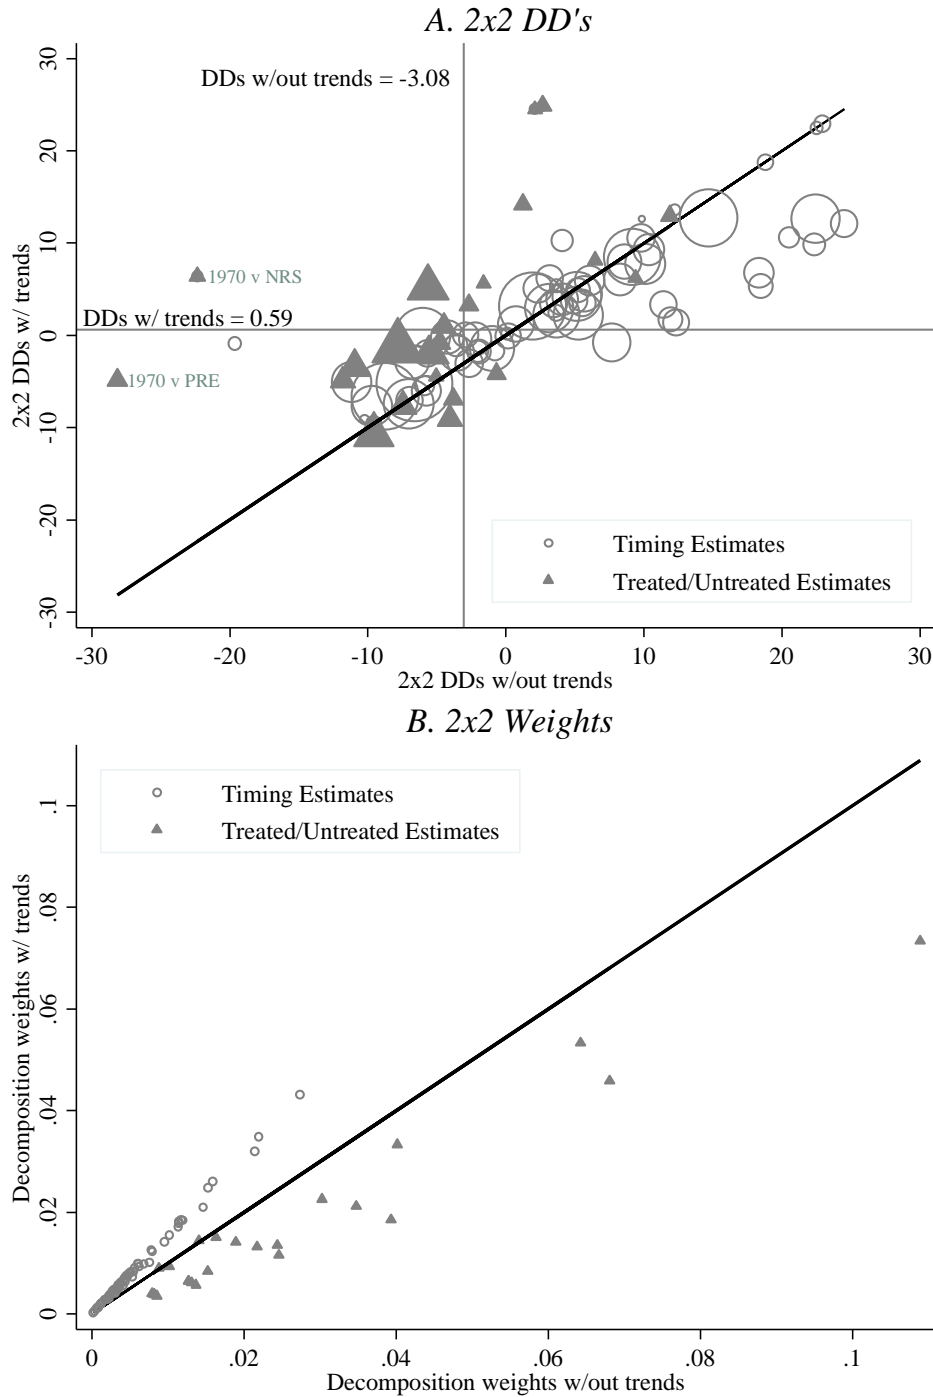 A. 2x2 DD's
2x2 DDs w/ trends
30
20
10
0
-10
-20
-30
DDs w/out trends = -3.08
1970 v NRS
DDs w/ trends = 0.59
1970 v PRE
Timing Estimates
Treated/Untreated Estimates
-30 -20 -10 0 10 20 30
2x2 DDs w/out trends
B. 2x2 Weights
Decomposition weights w/ trends
.1
.08
.06
.04
.02
0
Timing Estimates
Treated/Untreated Estimates
0 .02 .04 .06 .08 .1
Decomposition weights w/out trends